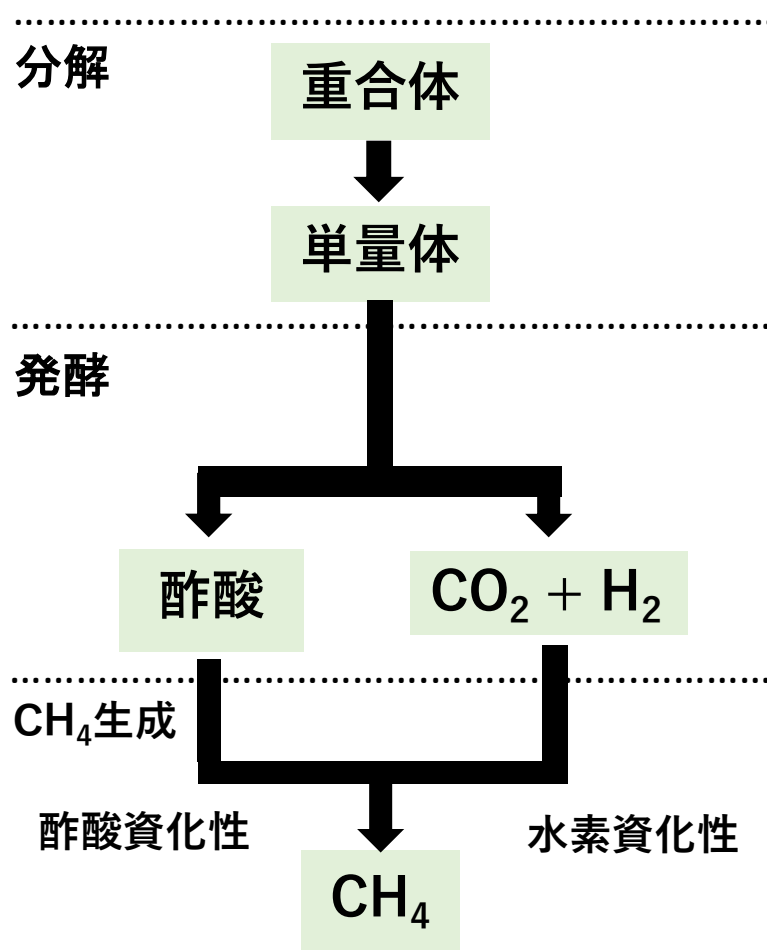 分解
重合体
単量体
発酵
酢酸
CO₂ + H₂
CH₄生成
酢酸資化性
水素資化性
CH₄